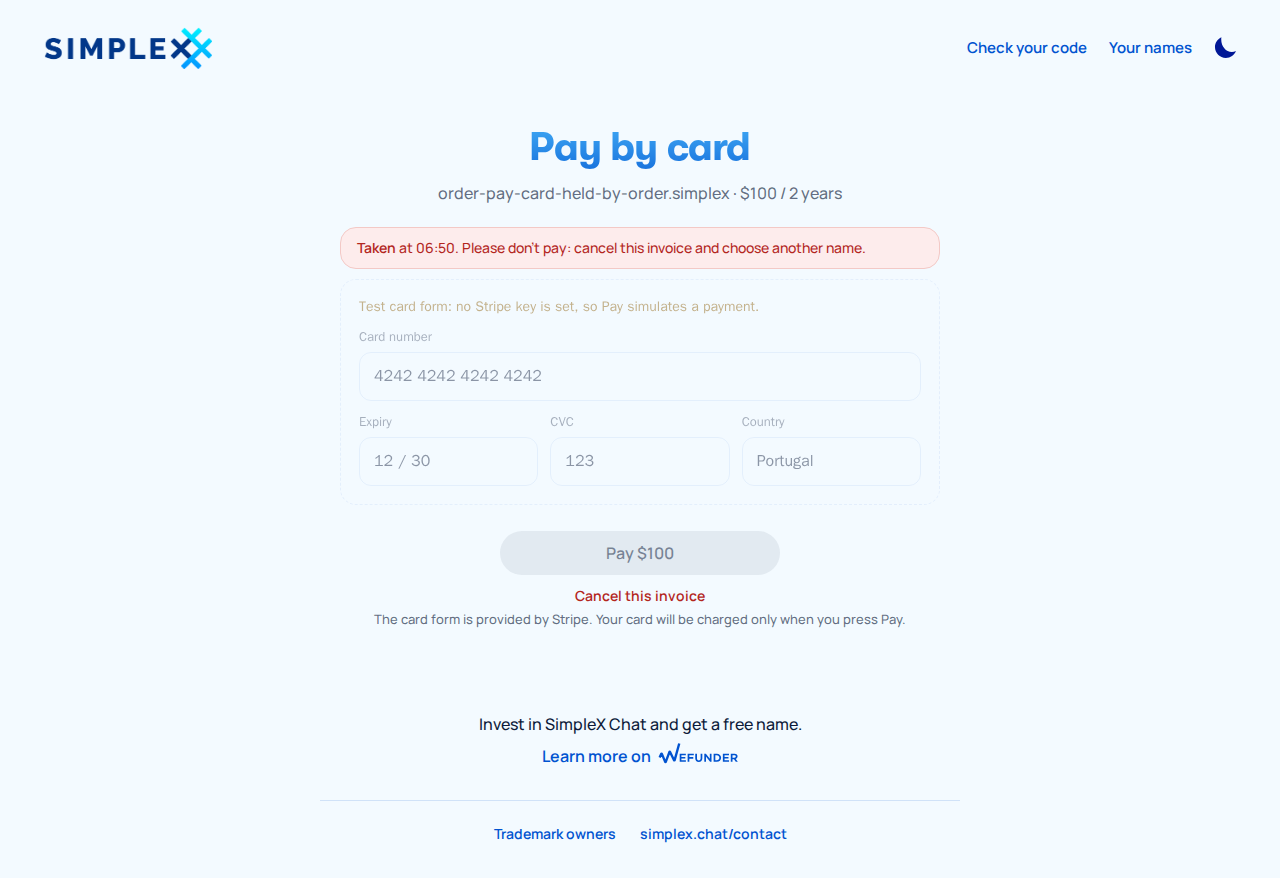 SIMPLEX
Check your code
Your names
Pay by card
order-pay-card-held-by-order.simplex · $100 / 2 years
Taken at 06:50. Please don't pay: cancel this invoice and choose another name.
Test card form: no Stripe key is set, so Pay simulates a payment.
Card number
4242 4242 4242 4242
Expiry
CVC
Country
12 / 30
123
Portugal
Pay $100
Cancel this invoice
The card form is provided by Stripe. Your card will be charged only when you press Pay.
Invest in SimpleX Chat and get a free name.
Learn more on WEFUNDER
Trademark owners
simplex.chat/contact